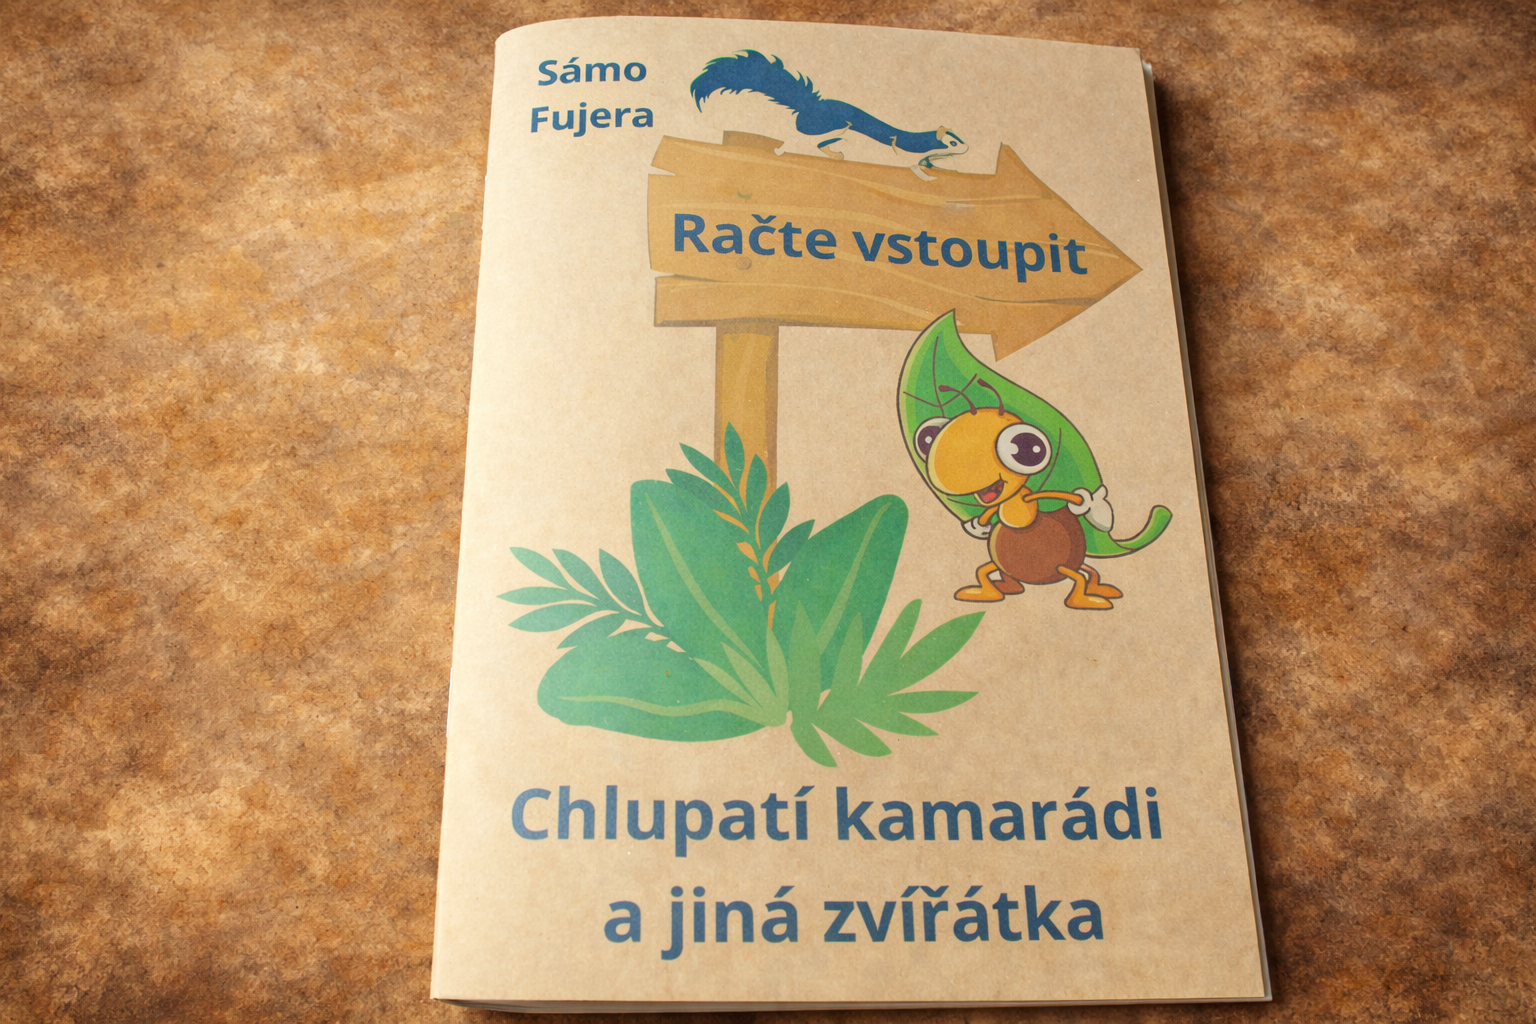 Sámo
Fujera
Račte vstoupit
Chlupatí kamarádi
a jiná zvířátka